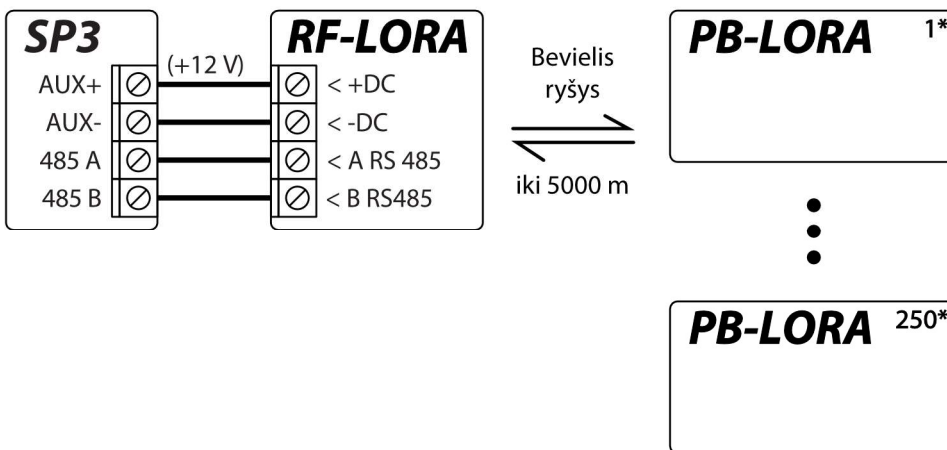 SP3
AUX+
AUX-
485 A
485 B
(+12 V)
RF-LORA
< +DC
< -DC
< A RS 485
< B RS485
Bevielis
ryšys
iki 5000 m
PB-LORA 1*
PB-LORA 250*